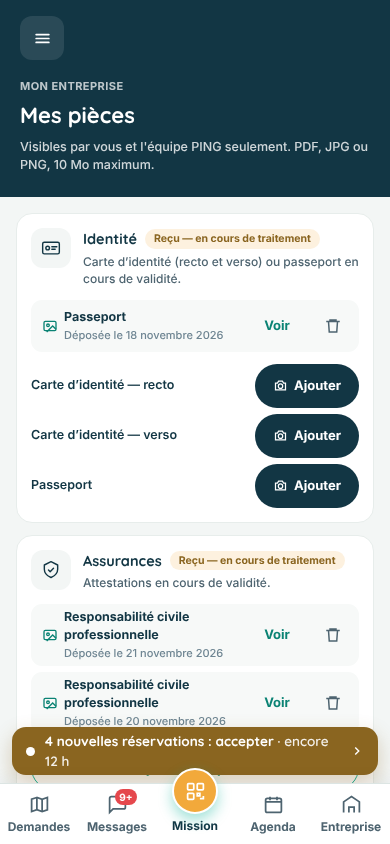 MON ENTREPRISE
Mes pièces
Visibles par vous et l'équipe PING seulement. PDF, JPG ou
PNG, 10 Mo maximum.
Identité
Reçu — en cours de traitement
Carte d’identité (recto et verso) ou passeport en
cours de validité.
Passeport
Déposée le 18 novembre 2026
Voir
Carte d’identité — recto
Ajouter
Carte d’identité — verso
Ajouter
Passeport
Ajouter
Assurances
Reçu — en cours de traitement
Attestations en cours de validité.
Responsabilité civile
professionnelle
Déposée le 21 novembre 2026
Voir
Responsabilité civile
professionnelle
Déposée le 20 novembre 2026
Voir
4 nouvelles réservations : accepter · encore
12 h
Demandes
9+
Messages
Mission
Agenda
Entreprise